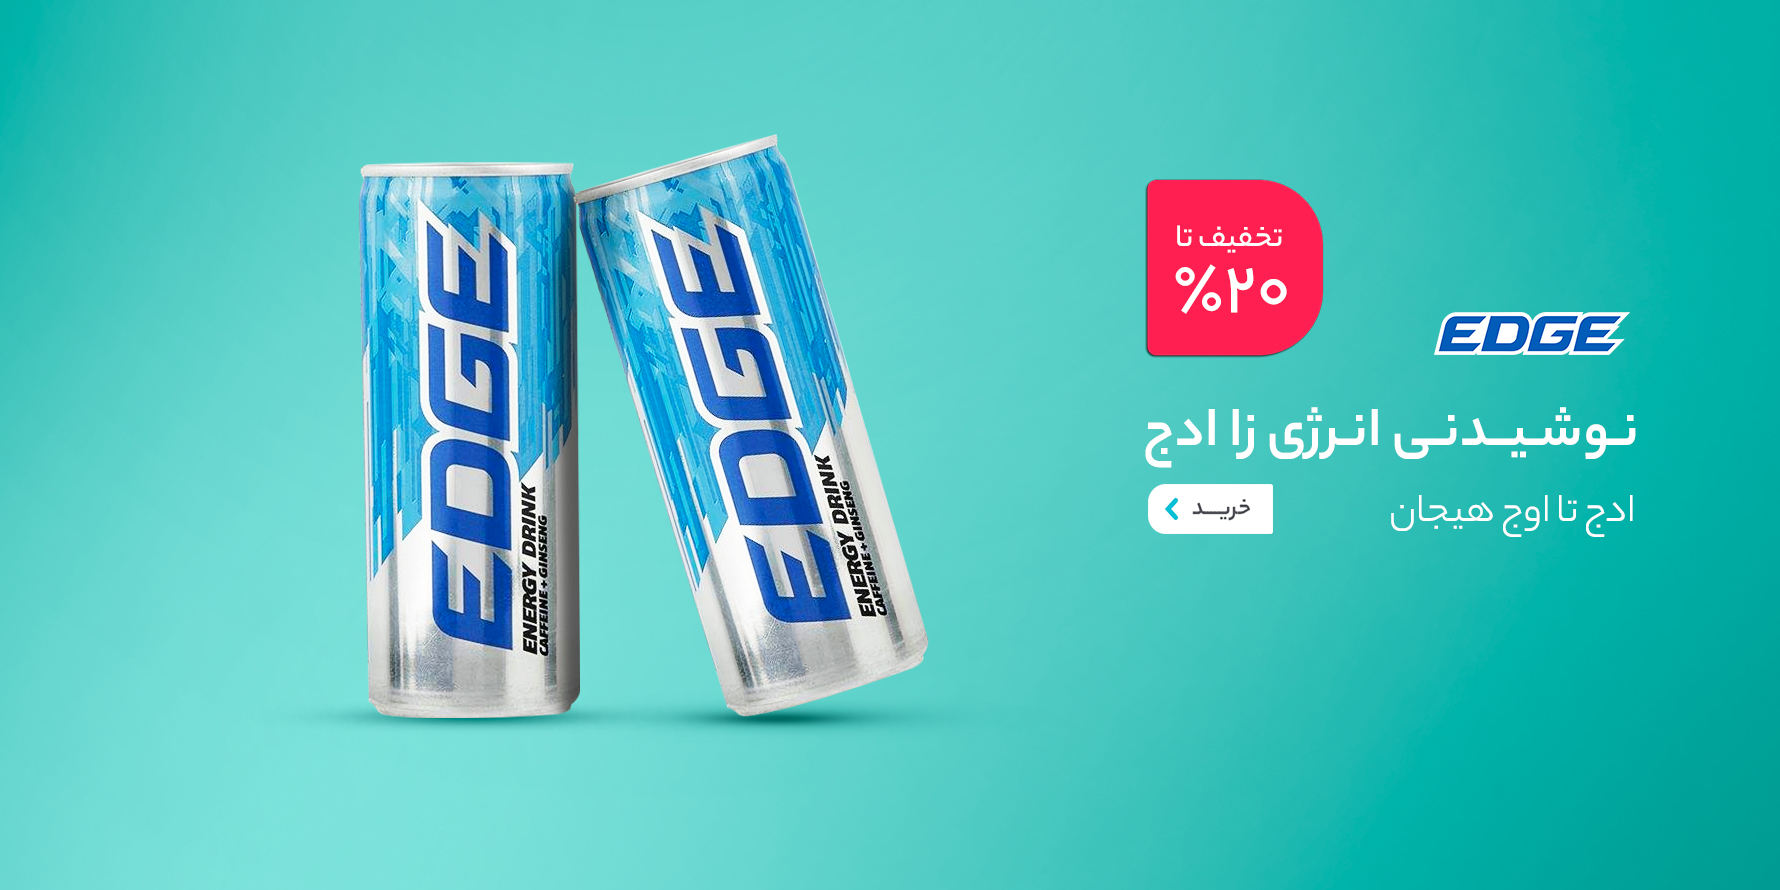 تخفیف تا
%۲۰
EDGE
نوشیدنی انرژی زا ادج
ادج تا اوج هیجان
خرید
EDGE
ENERGY DRINK
CAFFEINE + GINSENG
EDGE
ENERGY DRINK
CAFFEINE + GINSENG